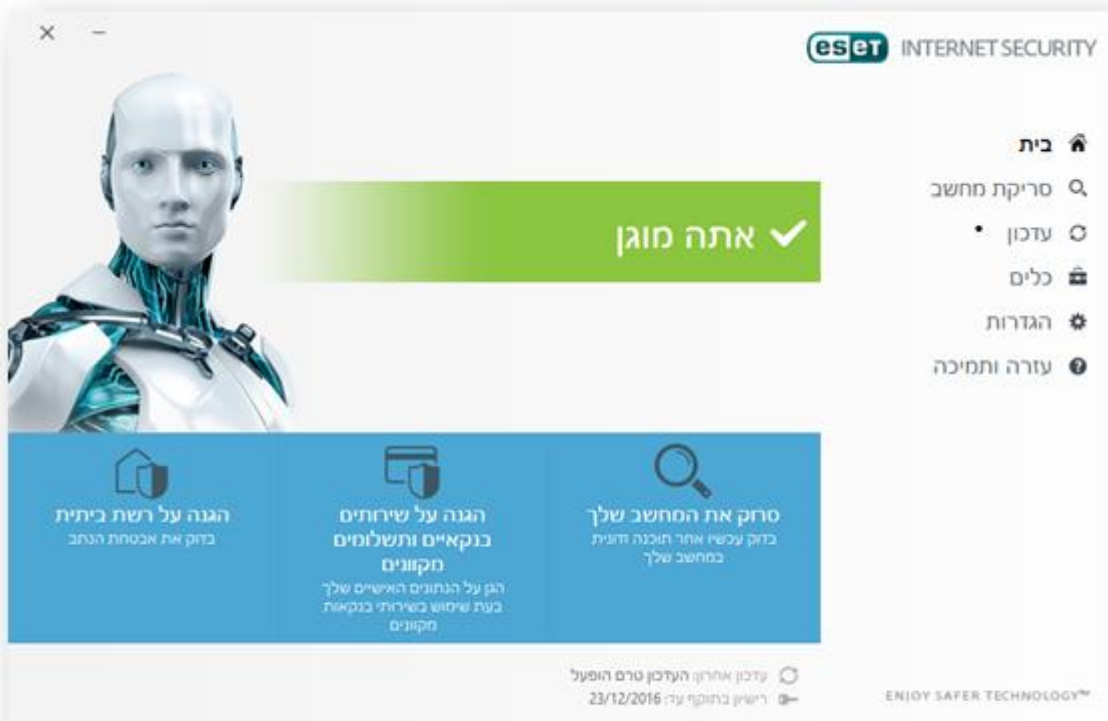 eset INTERNET SECURITY
בית
סריקת מחשב
עדכון
כלים
הגדרות
עזרה ותמיכה
אתה מוגן
סרוק את המחשב שלך
בדוק עכשיו אחר תוכנה זדונית
במחשב שלך
הגנה על שירותים
בנקאיים ותשלומים
מקוונים
הגן על הנתונים האישיים שלך
בעת שימוש בשירותי בנקאות
מקוונים
הגנה על רשת ביתית
בדוק את אבטחת הנתב
עדכון אחרון: העדכון טרם הופעל
רישיון בתוקף עד: 23/12/2016
ENJOY SAFER TECHNOLOGY™